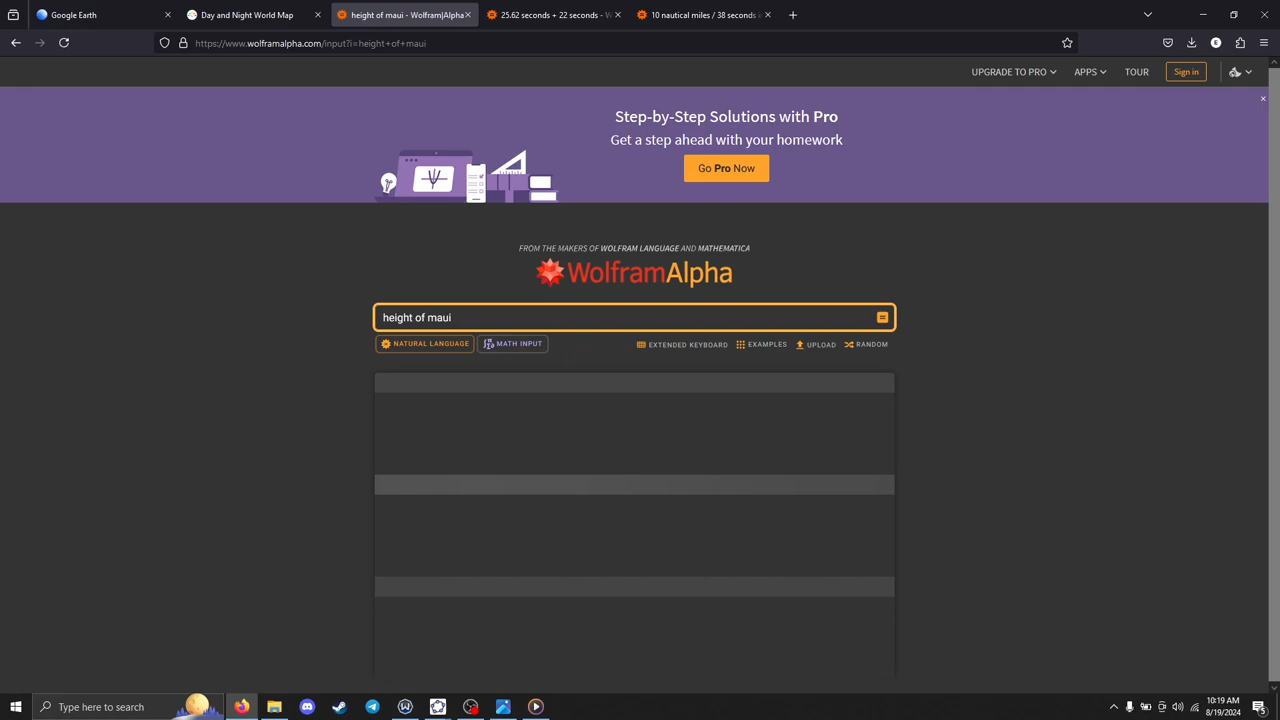 Google Earth
Day and Night World Map
height of maui - Wolfram|Alpha
25.62 seconds + 22 seconds - W
10 nautical miles / 38 seconds i
https://www.wolframalpha.com/input?i=height+of+maui
UPGRADE TO PRO
APPS
TOUR
Sign in
Step-by-Step Solutions with Pro
Get a step ahead with your homework
Go Pro Now
FROM THE MAKERS OF WOLFRAM LANGUAGE AND MATHEMATICA
WolframAlpha
height of maui
NATURAL LANGUAGE
MATH INPUT
EXTENDED KEYBOARD
EXAMPLES
UPLOAD
RANDOM
Type here to search
10:19 AM
8/19/2024